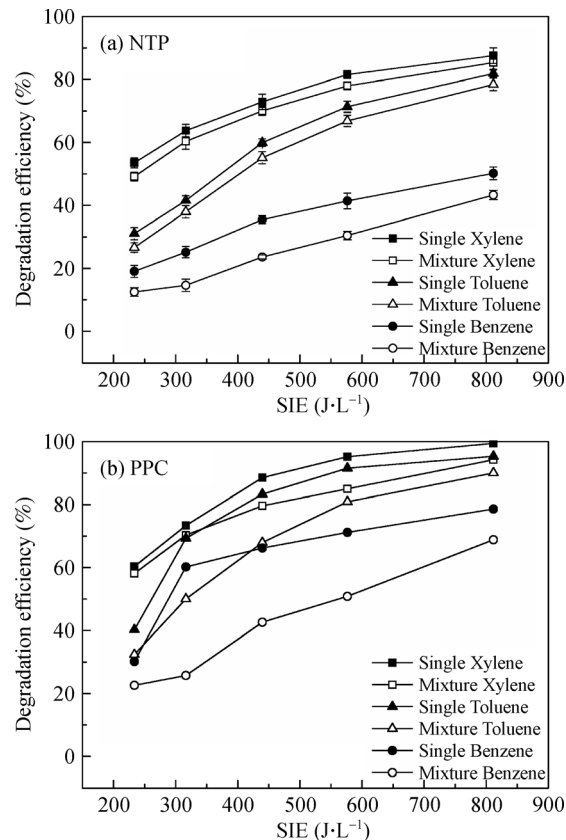 100
(a) NTP
80
60
40
20
0
Degradation efficiency (%)
Single Xylene
Mixture Xylene
Single Toluene
Mixture Toluene
Single Benzene
Mixture Benzene
100 200 300 400 500 600 700 800 900
SIE (J·L⁻¹)
100
(b) PPC
80
60
40
20
0
Degradation efficiency (%)
Single Xylene
Mixture Xylene
Single Toluene
Mixture Toluene
Single Benzene
Mixture Benzene
100 200 300 400 500 600 700 800 900
SIE (J·L⁻¹)